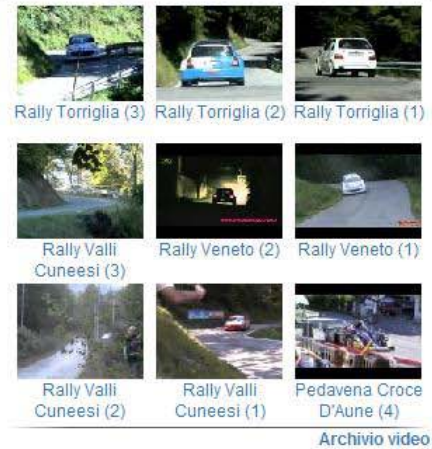 Rally Torriglia (3) Rally Torriglia (2) Rally Torriglia (1)
Rally Valli Cuneesi (3)
Rally Veneto (2) Rally Veneto (1)
Rally Valli Cuneesi (2)
Rally Valli Cuneesi (1)
Pedavena Croce D'Aune (4)
Archivio video